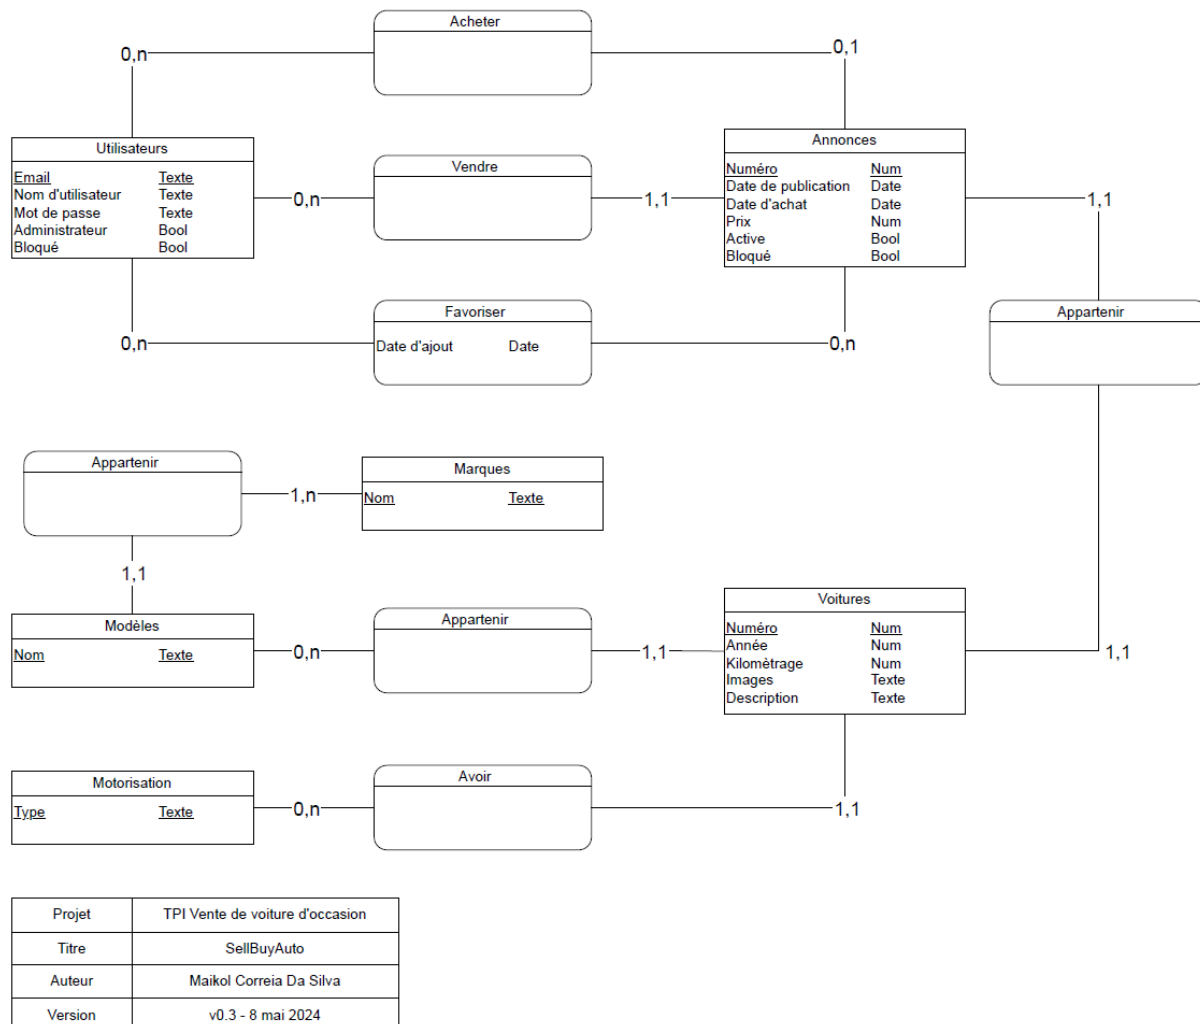 Acheter
0,n
0,1
Utilisateurs
Email Texte
Nom d'utilisateur Texte
Mot de passe Texte
Administrateur Bool
Bloqué Bool
0,n
Vendre
1,1
Annonces
Numéro Num
Date de publication Date
Date d'achat Date
Prix Num
Active Bool
Bloqué Bool
1,1
0,n
Favoriser
Date d'ajout Date
0,n
Appartenir
Appartenir
1,n
Marques
Nom Texte
1,1
Modèles
Nom Texte
0,n
Appartenir
1,1
Voitures
Numéro Num
Année Num
Kilomètrage Num
Images Texte
Description Texte
1,1
Motorisation
Type Texte
0,n
Avoir
1,1
Projet TPI Vente de voiture d'occasion
Titre SellBuyAuto
Auteur Maikol Correia Da Silva
Version v0.3 - 8 mai 2024